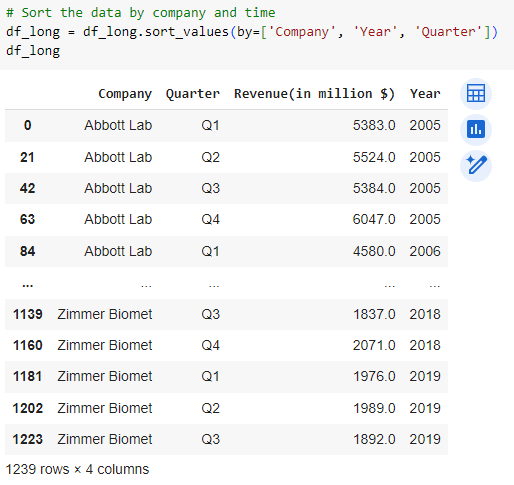 # Sort the data by company and time
df_long = df_long.sort_values(by=['Company', 'Year', 'Quarter'])
df_long
Company Quarter Revenue(in million $) Year
0 Abbott Lab Q1 5383.0 2005
21 Abbott Lab Q2 5524.0 2005
42 Abbott Lab Q3 5384.0 2005
63 Abbott Lab Q4 6047.0 2005
84 Abbott Lab Q1 4580.0 2006
... ... ... ... ...
1139 Zimmer Biomet Q3 1837.0 2018
1160 Zimmer Biomet Q4 2071.0 2018
1181 Zimmer Biomet Q1 1976.0 2019
1202 Zimmer Biomet Q2 1989.0 2019
1223 Zimmer Biomet Q3 1892.0 2019
1239 rows × 4 columns